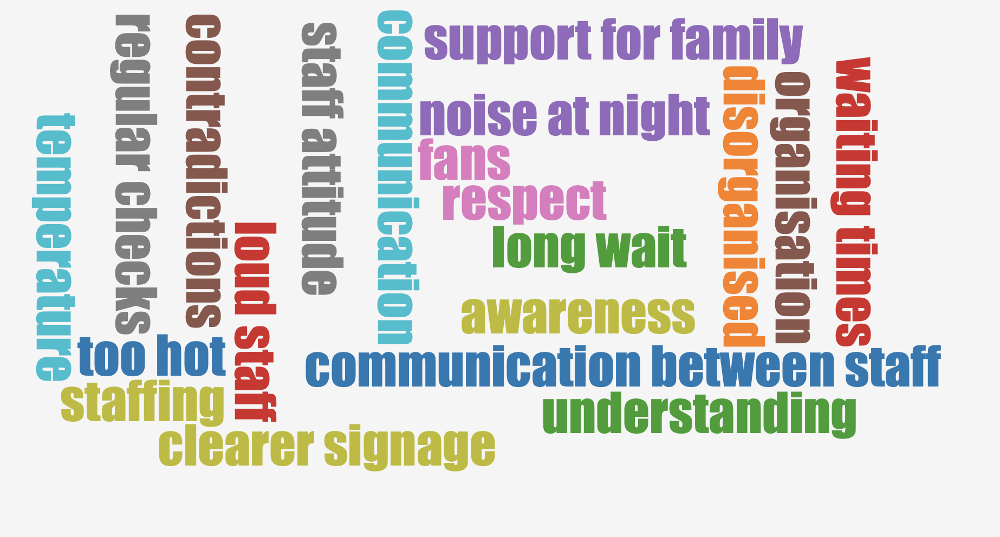 temperature
regular checks
contradictions
loud staff
staff attitude
communication
support for family
noise at night
fans
respect
long wait
awareness
disorganised
organisation
waiting times
too hot
communication between staff
staffing
understanding
clearer signage